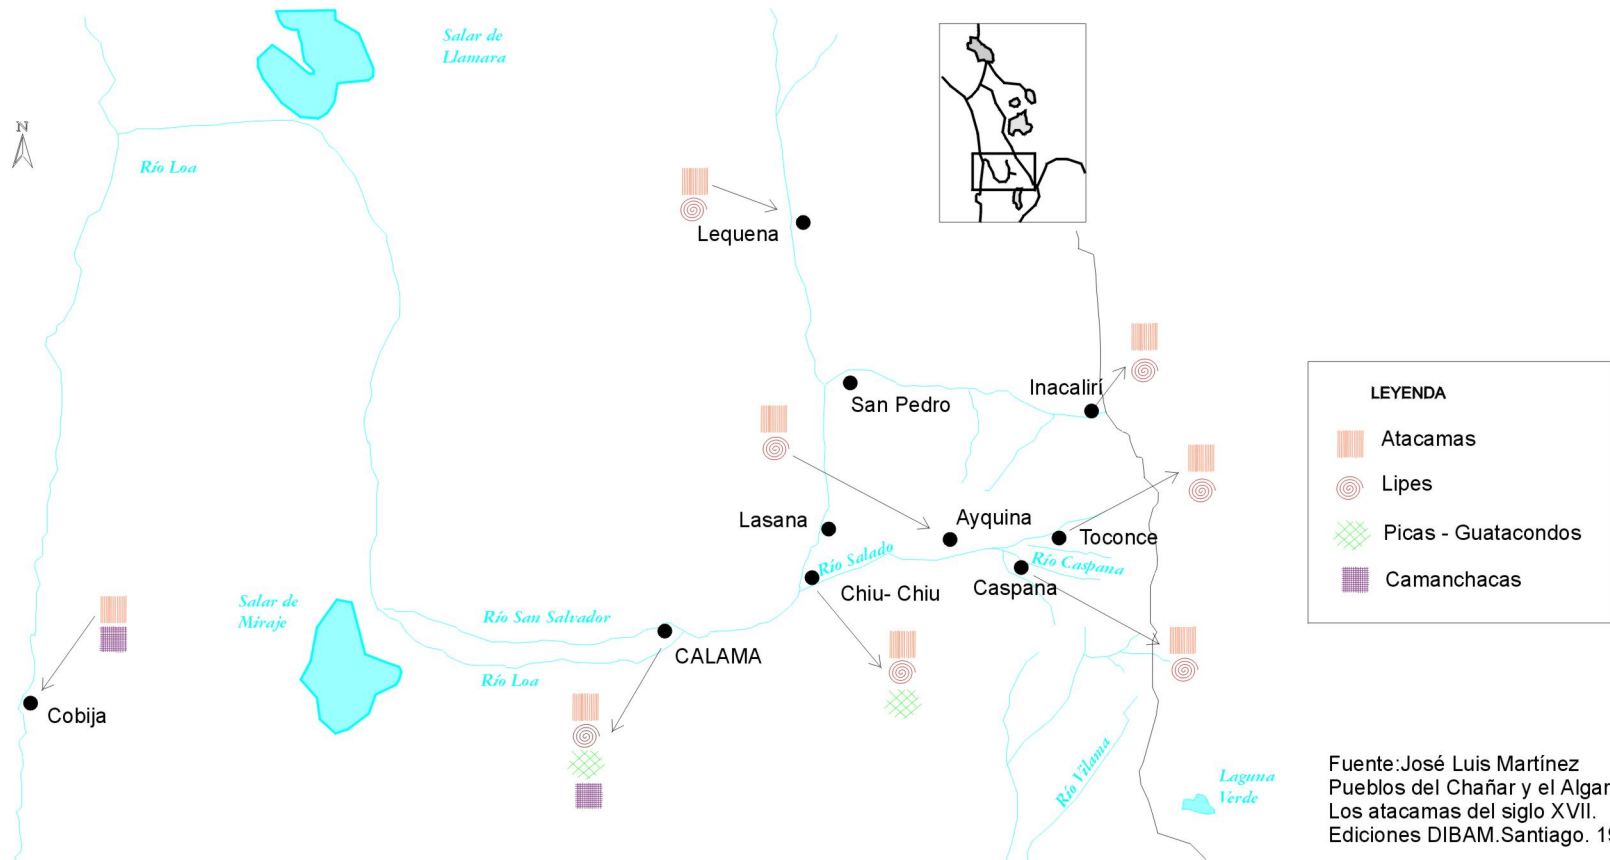 Salar de
Llamara
N
Río Loa
Lequena
Inacalirí
San Pedro
LEYENDA
Atacamas
Lipes
Picas - Guatacondos
Camanchacas
Lasana
Ayquina
Toconce
Río Salado
Río Caspana
Chiu- Chiu
Caspana
Salar de
Miraje
Río San Salvador
CALAMA
Río Loa
Cobija
Río Vilama
Laguna
Verde
Fuente:José Luis Martínez
Pueblos del Chañar y el Algar
Los atacamas del siglo XVII.
Ediciones DIBAM.Santiago. 19